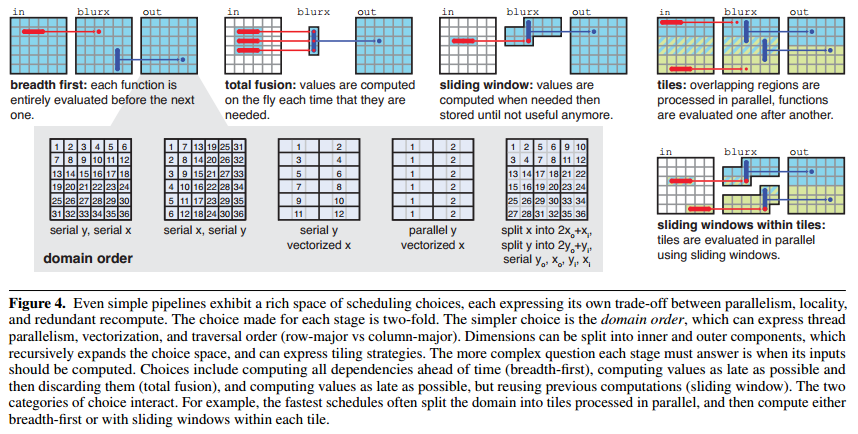 in blurx out
breadth first: each function is
entirely evaluated before the next
one.
in blurx out
total fusion: values are computed
on the fly each time that they are
needed.
in blurx out
sliding window: values are
computed when needed then
stored until not useful anymore.
in blurx out
tiles: overlapping regions are
processed in parallel, functions
are evaluated one after another.
1 2 3 4 5 6
7 8 9 10 11 12
13 14 15 16 17 18
19 20 21 22 23 24
25 26 27 28 29 30
31 32 33 34 35 36
serial y, serial x
1 7 13 19 25 31
2 8 14 20 26 32
3 9 15 21 27 33
4 10 16 22 28 34
5 11 17 23 29 35
6 12 18 24 30 36
serial x, serial y
1 2
3 4
5 6
7 8
9 10
11 12
serial y
vectorized x
1 2
1 2
1 2
1 2
1 2
1 2
parallel y
vectorized x
1 2 5 6 9 10
3 4 7 8 11 12
13 14 17 18 21 22
15 16 19 20 23 24
25 26 29 30 33 34
27 28 31 32 35 36
split x into 2xo+xi,
split y into 2yo+yi,
serial yo, xo, yi, xi
domain order
in blurx out
sliding windows within tiles:
tiles are evaluated in parallel
using sliding windows.
Figure 4. Even simple pipelines exhibit a rich space of scheduling choices, each expressing its own trade-off between parallelism, locality,
and redundant recompute. The choice made for each stage is two-fold. The simpler choice is the domain order, which can express thread
parallelism, vectorization, and traversal order (row-major vs column-major). Dimensions can be split into inner and outer components, which
recursively expands the choice space, and can express tiling strategies. The more complex question each stage must answer is when its inputs
should be computed. Choices include computing all dependencies ahead of time (breadth-first), computing values as late as possible and
then discarding them (total fusion), and computing values as late as possible, but reusing previous computations (sliding window). The two
categories of choice interact. For example, the fastest schedules often split the domain into tiles processed in parallel, and then compute either
breadth-first or with sliding windows within each tile.